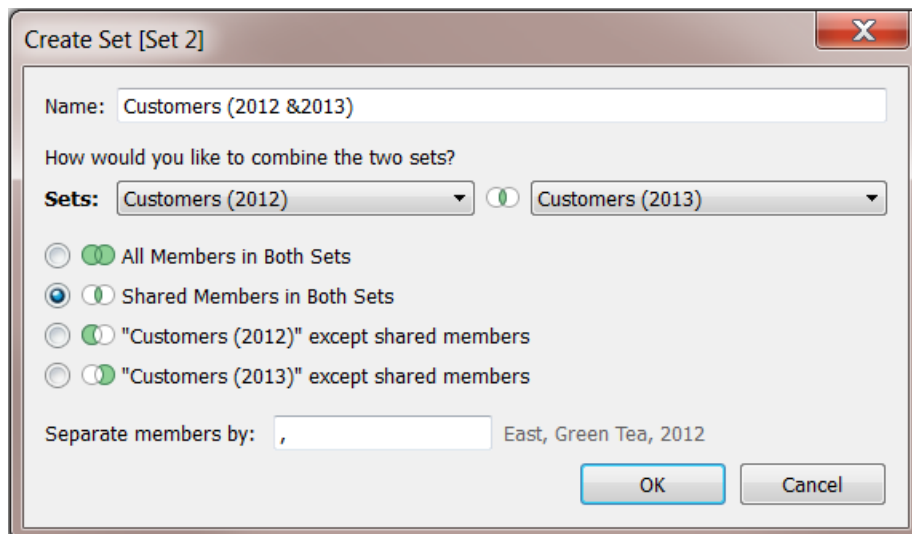 Create Set [Set 2]
Name: Customers (2012 &2013)
How would you like to combine the two sets?
Sets: Customers (2012) Customers (2013)
All Members in Both Sets
Shared Members in Both Sets
"Customers (2012)" except shared members
"Customers (2013)" except shared members
Separate members by: , East, Green Tea, 2012
OK Cancel